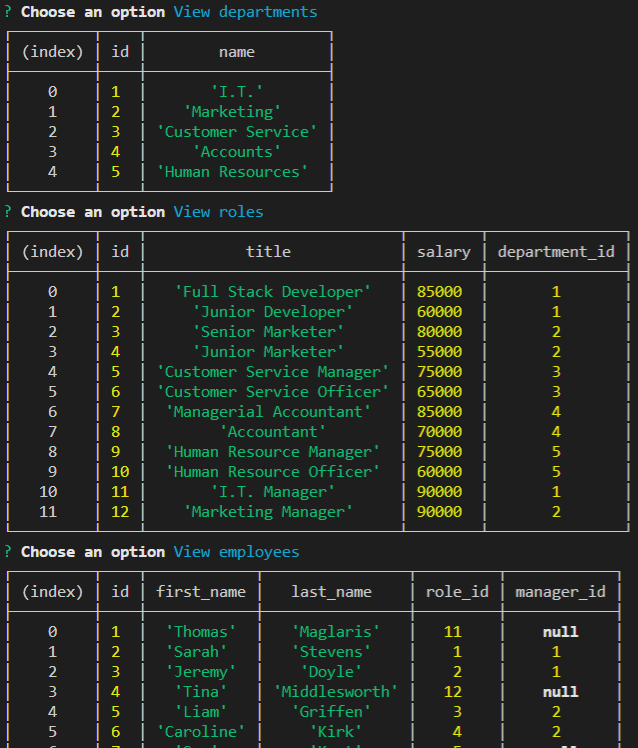 ? Choose an option View departments
(index) id name
0 1 'I.T.'
1 2 'Marketing'
2 3 'Customer Service'
3 4 'Accounts'
4 5 'Human Resources'
? Choose an option View roles
(index) id title salary department_id
0 1 'Full Stack Developer' 85000 1
1 2 'Junior Developer' 60000 1
2 3 'Senior Marketer' 80000 2
3 4 'Junior Marketer' 55000 2
4 5 'Customer Service Manager' 75000 3
5 6 'Customer Service Officer' 65000 3
6 7 'Managerial Accountant' 85000 4
7 8 'Accountant' 70000 4
8 9 'Human Resource Manager' 75000 5
9 10 'Human Resource Officer' 60000 5
10 11 'I.T. Manager' 90000 1
11 12 'Marketing Manager' 90000 2
? Choose an option View employees
(index) id first_name last_name role_id manager_id
0 1 'Thomas' 'Maglaris' 11 null
1 2 'Sarah' 'Stevens' 1 1
2 3 'Jeremy' 'Doyle' 2 1
3 4 'Tina' 'Middlesworth' 12 null
4 5 'Liam' 'Griffen' 3 2
5 6 'Caroline' 'Kirk' 4 2